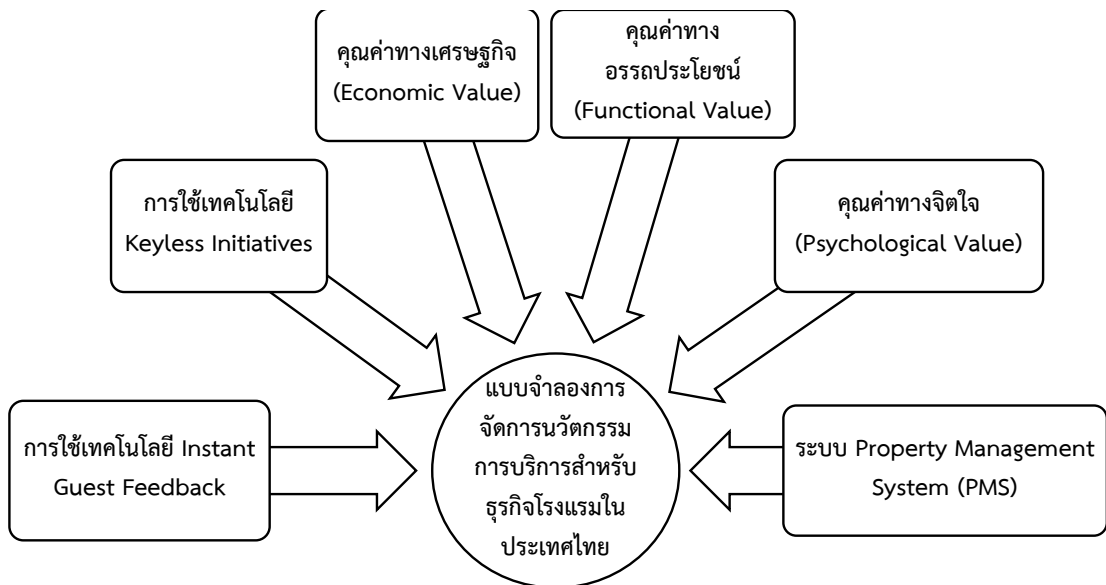 คุณค่าทางเศรษฐกิจ
(Economic Value)
คุณค่าทาง
อรรถประโยชน์
(Functional Value)
การใช้เทคโนโลยี
Keyless Initiatives
คุณค่าทางจิตใจ
(Psychological Value)
การใช้เทคโนโลยี Instant
Guest Feedback
แบบจำลองการ
จัดการนวัตกรรม
การบริการสำหรับ
ธุรกิจโรงแรมใน
ประเทศไทย
ระบบ Property Management
System (PMS)